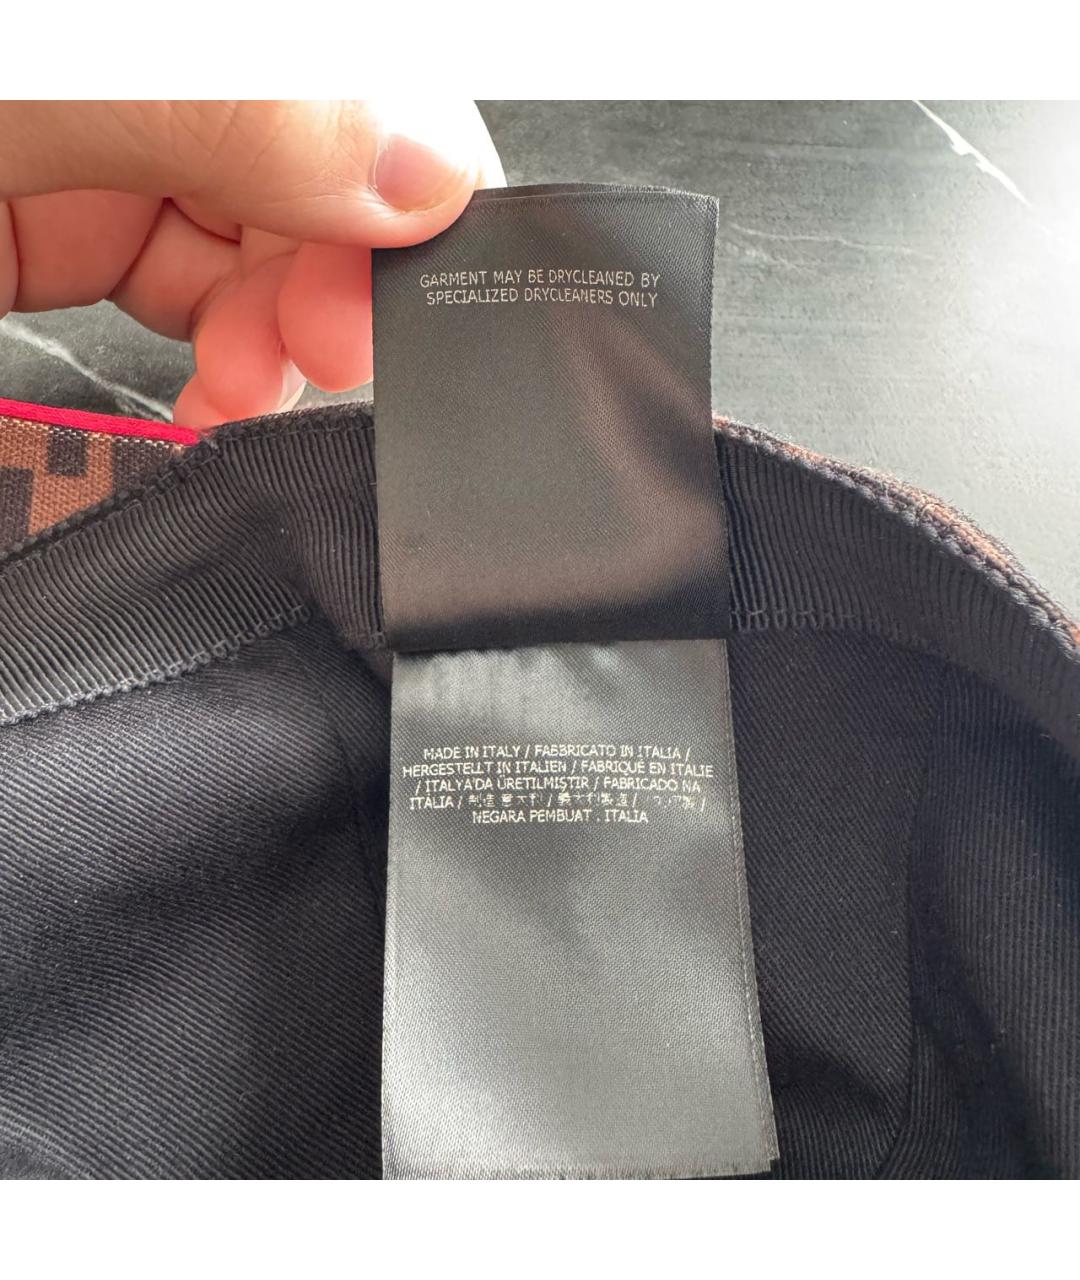 GARMENT MAY BE DRYCLEANED BY
SPECIALIZED DRYCLEANERS ONLY
MADE IN ITALY / FABBRICATO IN ITALIA /
HERGESTELLT IN ITALIEN / FABRIQUÉ EN ITALIE
/ İTALYA'DA ÜRETİLMİŞTİR / FABRICADO NA
ITÁLIA / / /
NEGARA PEMBUAT . ITALIA